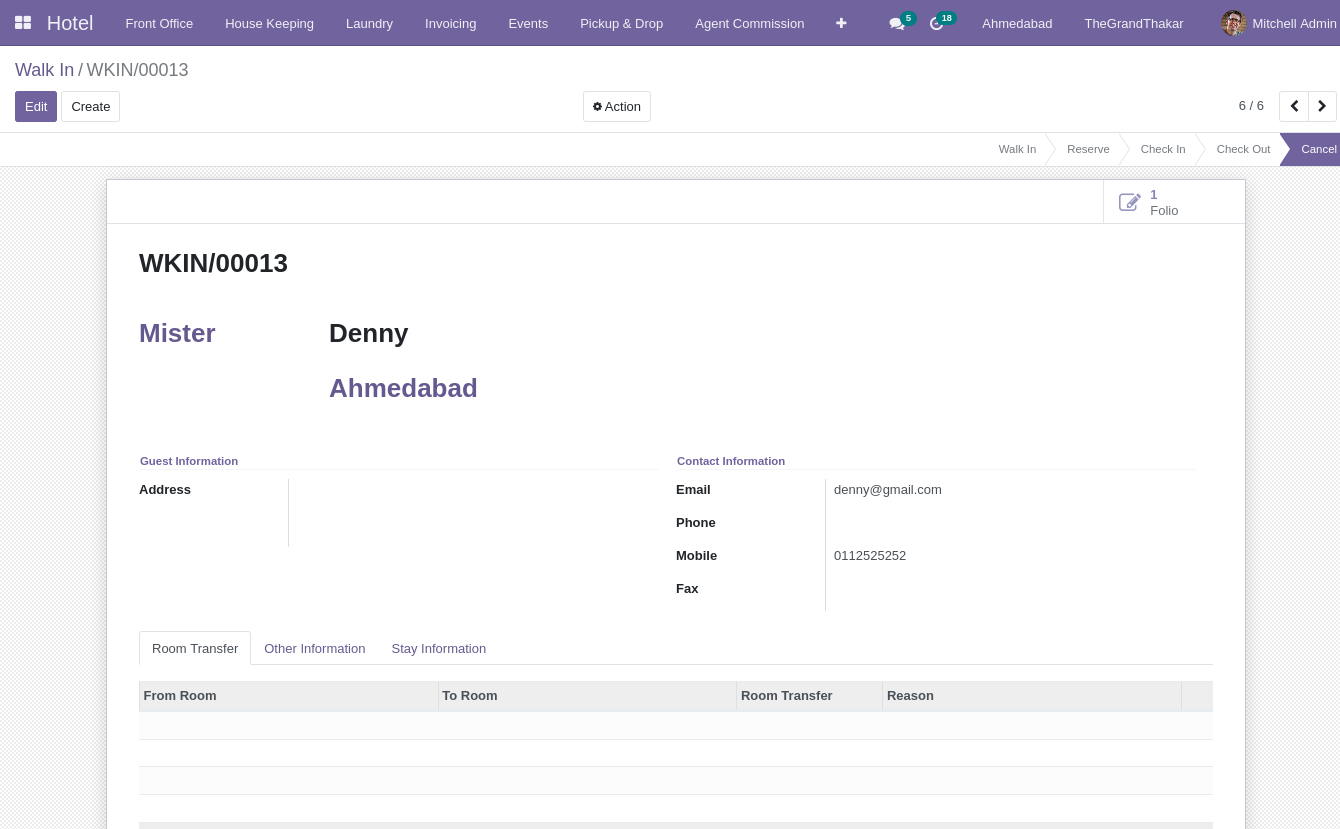 Hotel Front Office House Keeping Laundry Invoicing Events Pickup & Drop Agent Commission 5 18 Ahmedabad TheGrandThakar Mitchell Admin
Walk In / WKIN/00013
Edit Create Action 6 / 6
Walk In Reserve Check In Check Out Cancel
1
Folio
WKIN/00013
Mister Denny
Ahmedabad
Guest Information Contact Information
Address Email denny@gmail.com
Phone
Mobile 0112525252
Fax
Room Transfer Other Information Stay Information
From Room To Room Room Transfer Reason